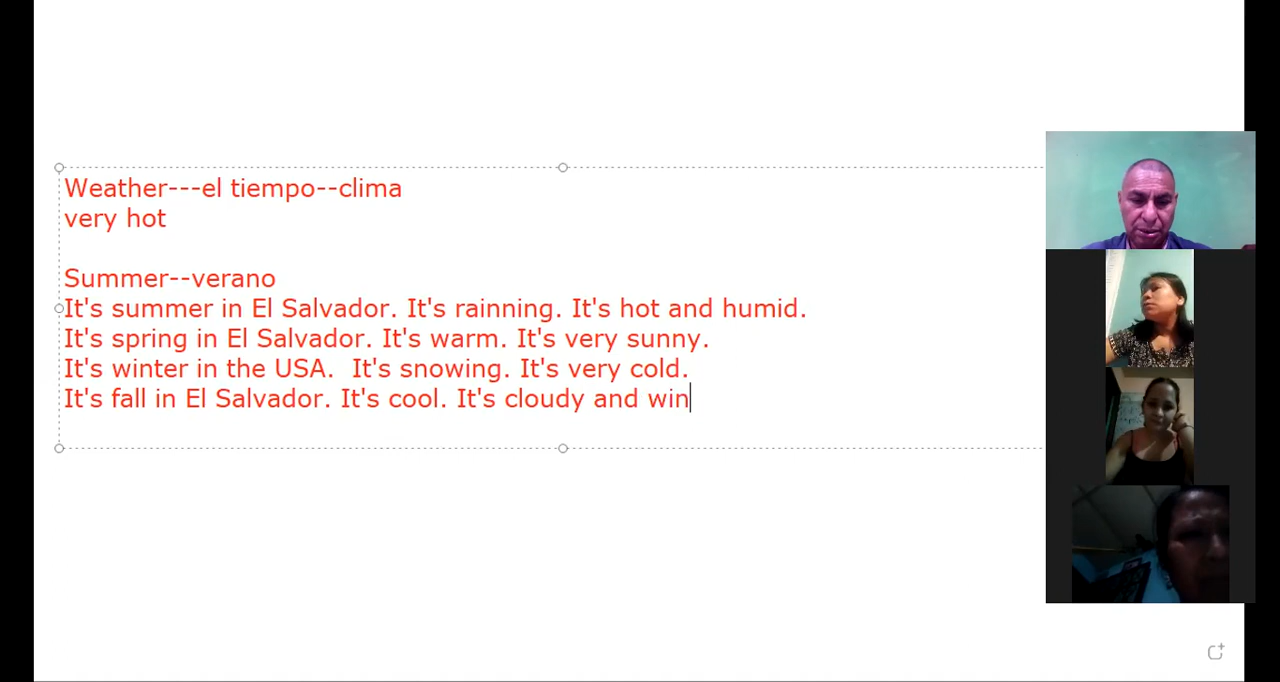 Weather---el tiempo--clima
very hot
Summer--verano
It's summer in El Salvador. It's rainning. It's hot and humid.
It's spring in El Salvador. It's warm. It's very sunny.
It's winter in the USA.  It's snowing. It's very cold.
It's fall in El Salvador. It's cool. It's cloudy and win